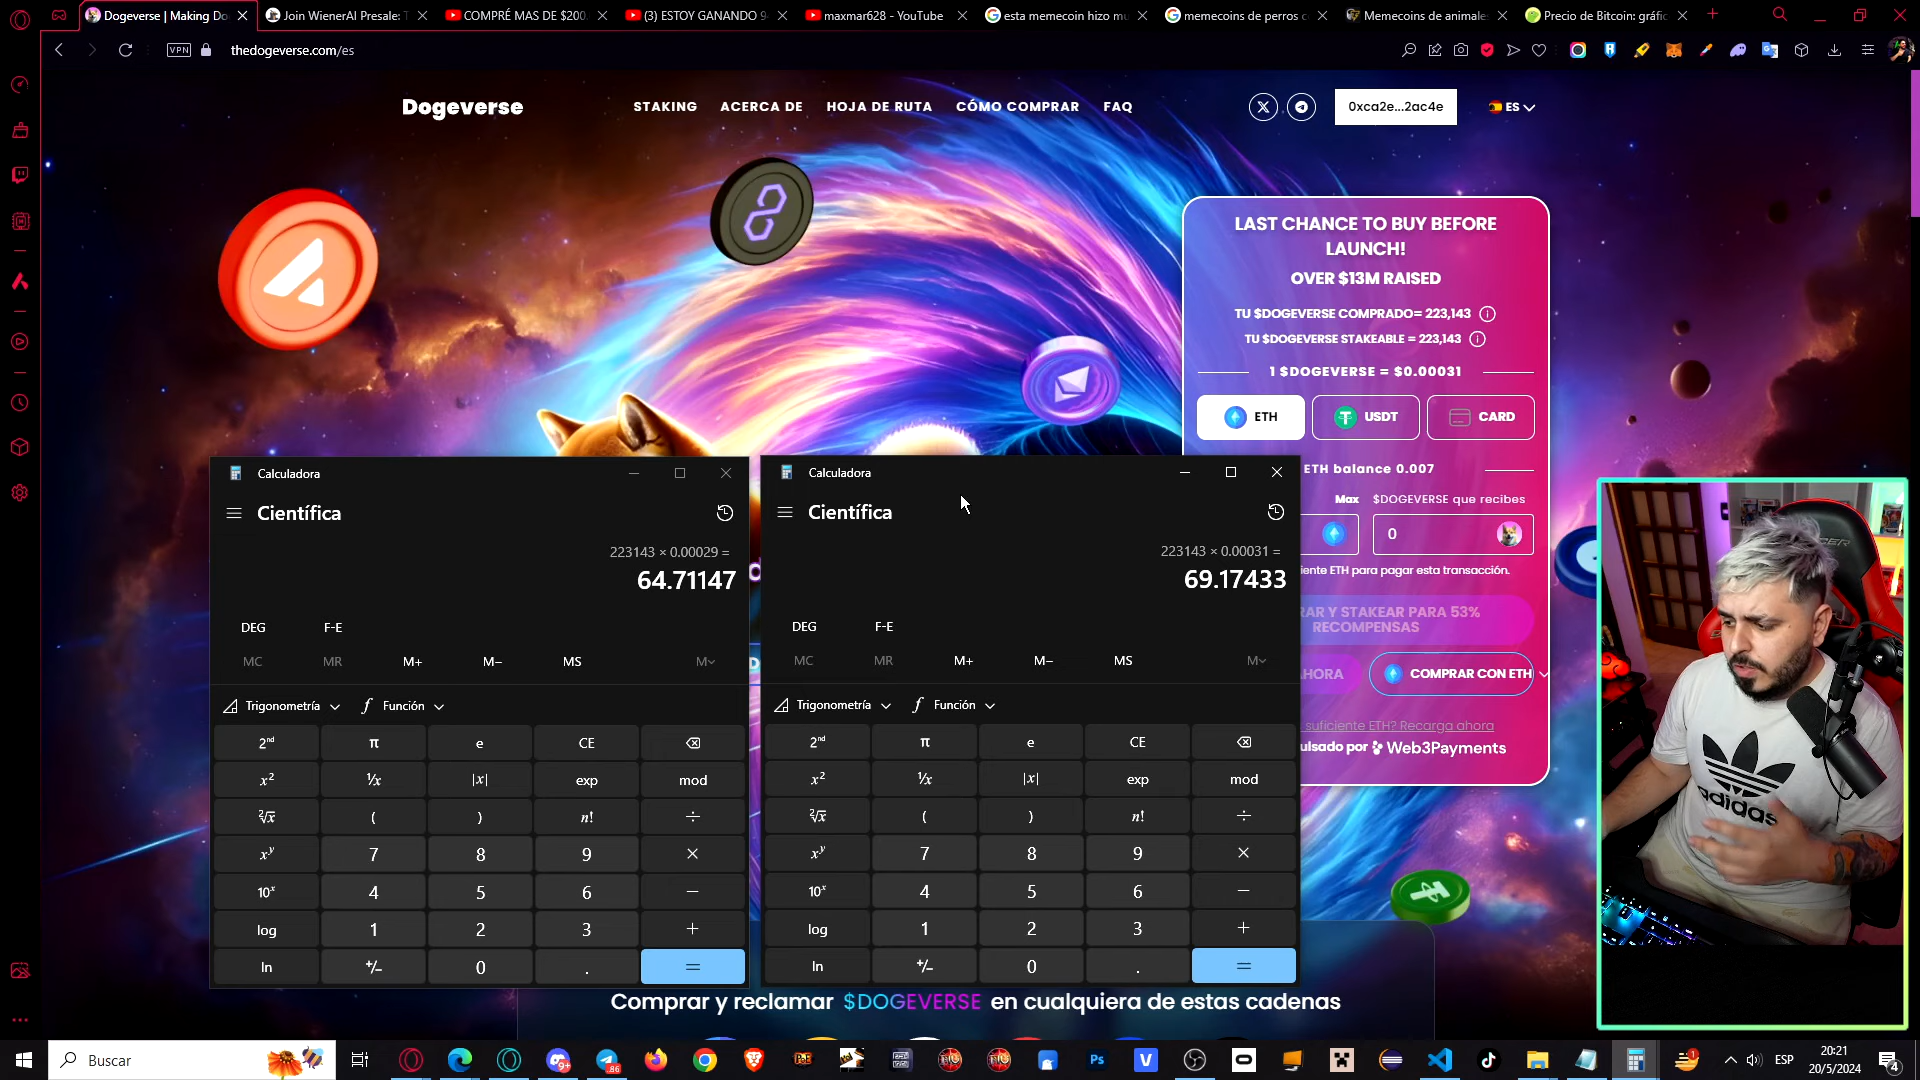 Dogeverse | Making Do
Join WienerAI Presale: T
COMPRÉ MAS DE $200.
(3) ESTOY GANANDO 9
maxmar628 - YouTube
esta memecoin hizo mu
memecoins de perros c
Memecoins de animales
Precio de Bitcoin: gráfic
VPN
thedogeverse.com/es
Dogeverse
STAKING
ACERCA DE
HOJA DE RUTA
CÓMO COMPRAR
FAQ
0xca2e...2ac4e
ES
LAST CHANCE TO BUY BEFORE
LAUNCH!
OVER $13M RAISED
TU $DOGEVERSE COMPRADO= 223,143
TU $DOGEVERSE STAKEABLE = 223,143
1 $DOGEVERSE = $0.00031
ETH
USDT
CARD
ETH balance 0.007
Max
$DOGEVERSE que recibes
0
iente ETH para pagar esta transacción.
RAR Y STAKEAR PARA 53%
RECOMPENSAS
AHORA
COMPRAR CON ETH
suficiente ETH? Recarga ahora
ulsado por Web3Payments
Calculadora
Científica
223143 × 0.00029 =
64.71147
DEG
F-E
MC
MR
M+
M−
MS
M˅
Trigonometría
f Función
2ⁿᵈ
π
e
CE
x²
¹/x
|x|
exp
mod
²√x
(
)
n!
÷
xʸ
7
8
9
×
10ˣ
4
5
6
−
log
1
2
3
+
ln
+/−
0
.
=
Calculadora
Científica
223143 × 0.00031 =
69.17433
DEG
F-E
MC
MR
M+
M−
MS
M˅
Trigonometría
f Función
2ⁿᵈ
π
e
CE
x²
¹/x
|x|
exp
mod
²√x
(
)
n!
÷
xʸ
7
8
9
×
10ˣ
4
5
6
−
log
1
2
3
+
ln
+/−
0
.
=
adidas
Comprar y reclamar $DOGEVERSE en cualquiera de estas cadenas
Buscar
9+
.86
Ps
V
ESP
20:21
20/5/2024
4